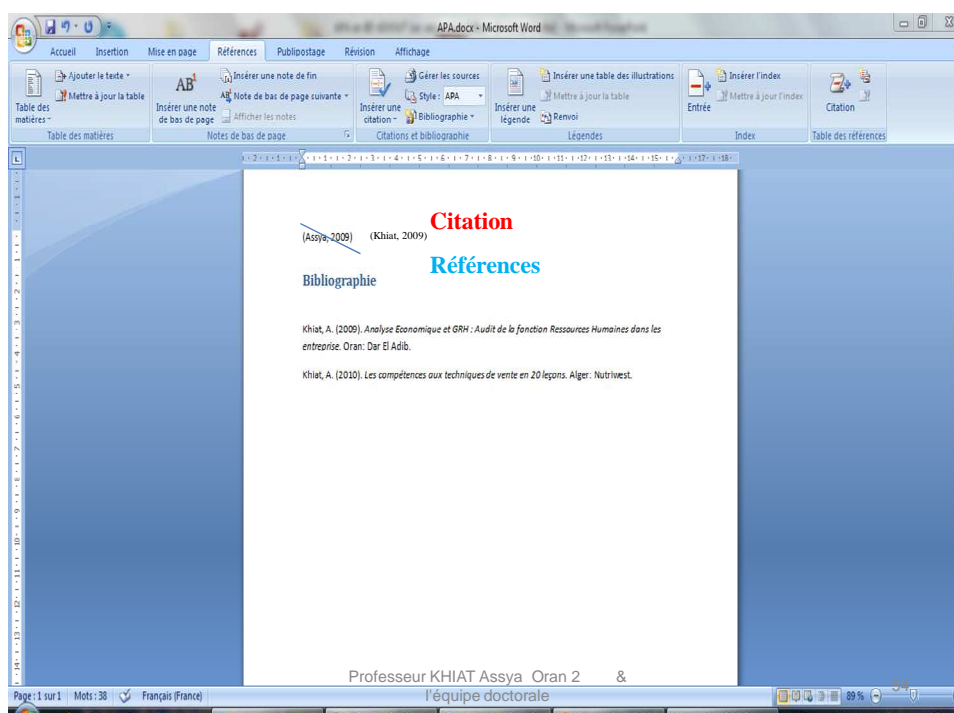 APA.docx - Microsoft Word
Accueil Insertion Mise en page Références Publipostage Révision Affichage
Table des matières
Ajouter le texte
Mettre à jour la table
Table des matières
AB¹
Insérer une note de bas de page
Insérer une note de fin
Note de bas de page suivante
Afficher les notes
Notes de bas de page
Insérer une citation
Gérer les sources
Style : APA
Bibliographie
Citations et bibliographie
Insérer une légende
Insérer une table des illustrations
Mettre à jour la table
Renvoi
Légendes
Entrée
Insérer l'index
Mettre à jour l'index
Index
Citation
Table des références
Citation
(Assya, 2009) (Khiat, 2009)
Références
Bibliographie
Khiat, A. (2009). Analyse Economique et GRH : Audit de la fonction Ressources Humaines dans les
entreprise. Oran: Dar El Adib.
Khiat, A. (2010). Les compétences aux techniques de vente en 20 leçons. Alger: Nutriwest.
Professeur KHIAT Assya Oran 2 &
l'équipe doctorale
Page : 1 sur 1 Mots : 38 Français (France) 89 %